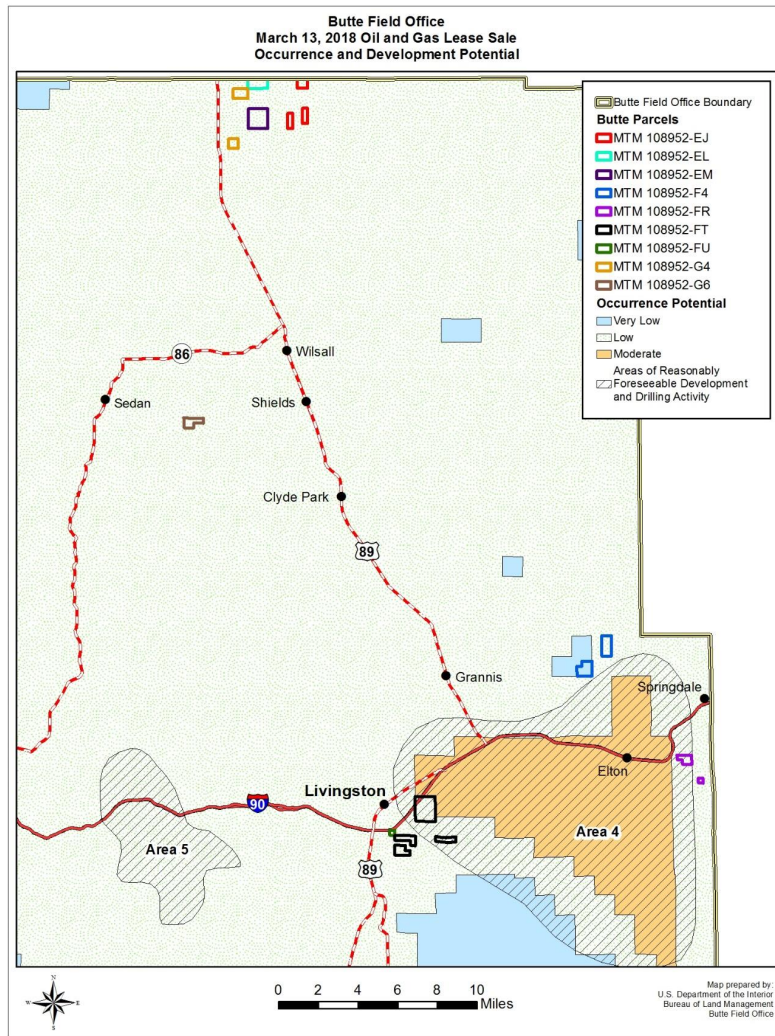 Butte Field Office
March 13, 2018 Oil and Gas Lease Sale
Occurrence and Development Potential
Butte Field Office Boundary
Butte Parcels
MTM 108952-EJ
MTM 108952-EL
MTM 108952-EM
MTM 108952-F4
MTM 108952-FR
MTM 108952-FT
MTM 108952-FU
MTM 108952-G4
MTM 108952-G6
Occurrence Potential
Very Low
Low
Moderate
Areas of Reasonably
Foreseeable Development
and Drilling Activity
86
Wilsall
Sedan
Shields
Clyde Park
89
Grannis
Springdale
Elton
Livingston
90
Area 4
Area 5
89
N
W
E
S
0 2 4 6 8 10
Miles
Map prepared by:
U.S. Department of the Interior
Bureau of Land Management
Butte Field Office